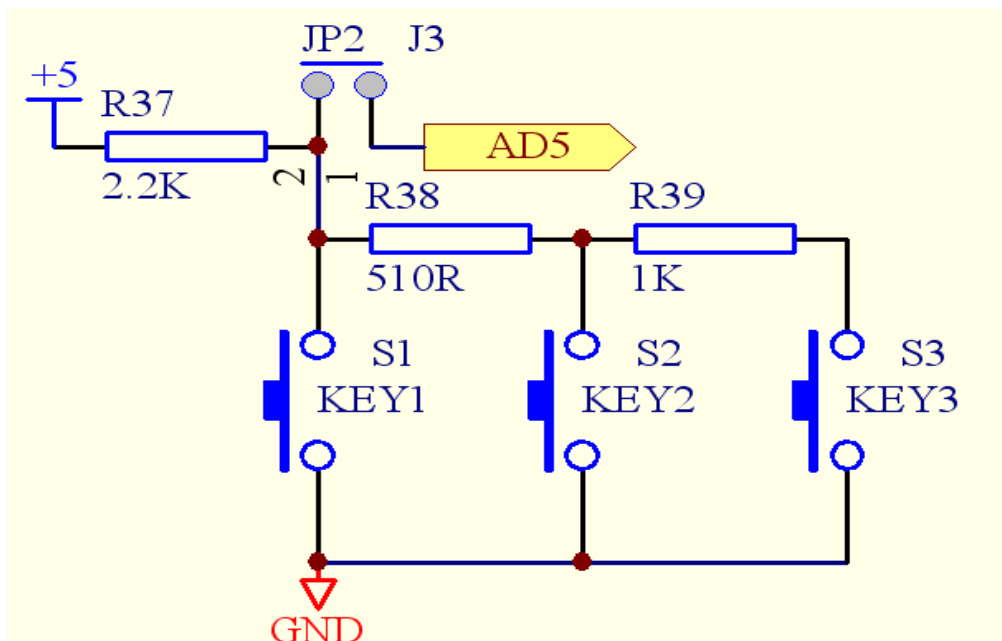 JP2 J3
+5
R37
AD5
2.2K
2 1
R38 R39
510R 1K
S1 S2 S3
KEY1 KEY2 KEY3
GND